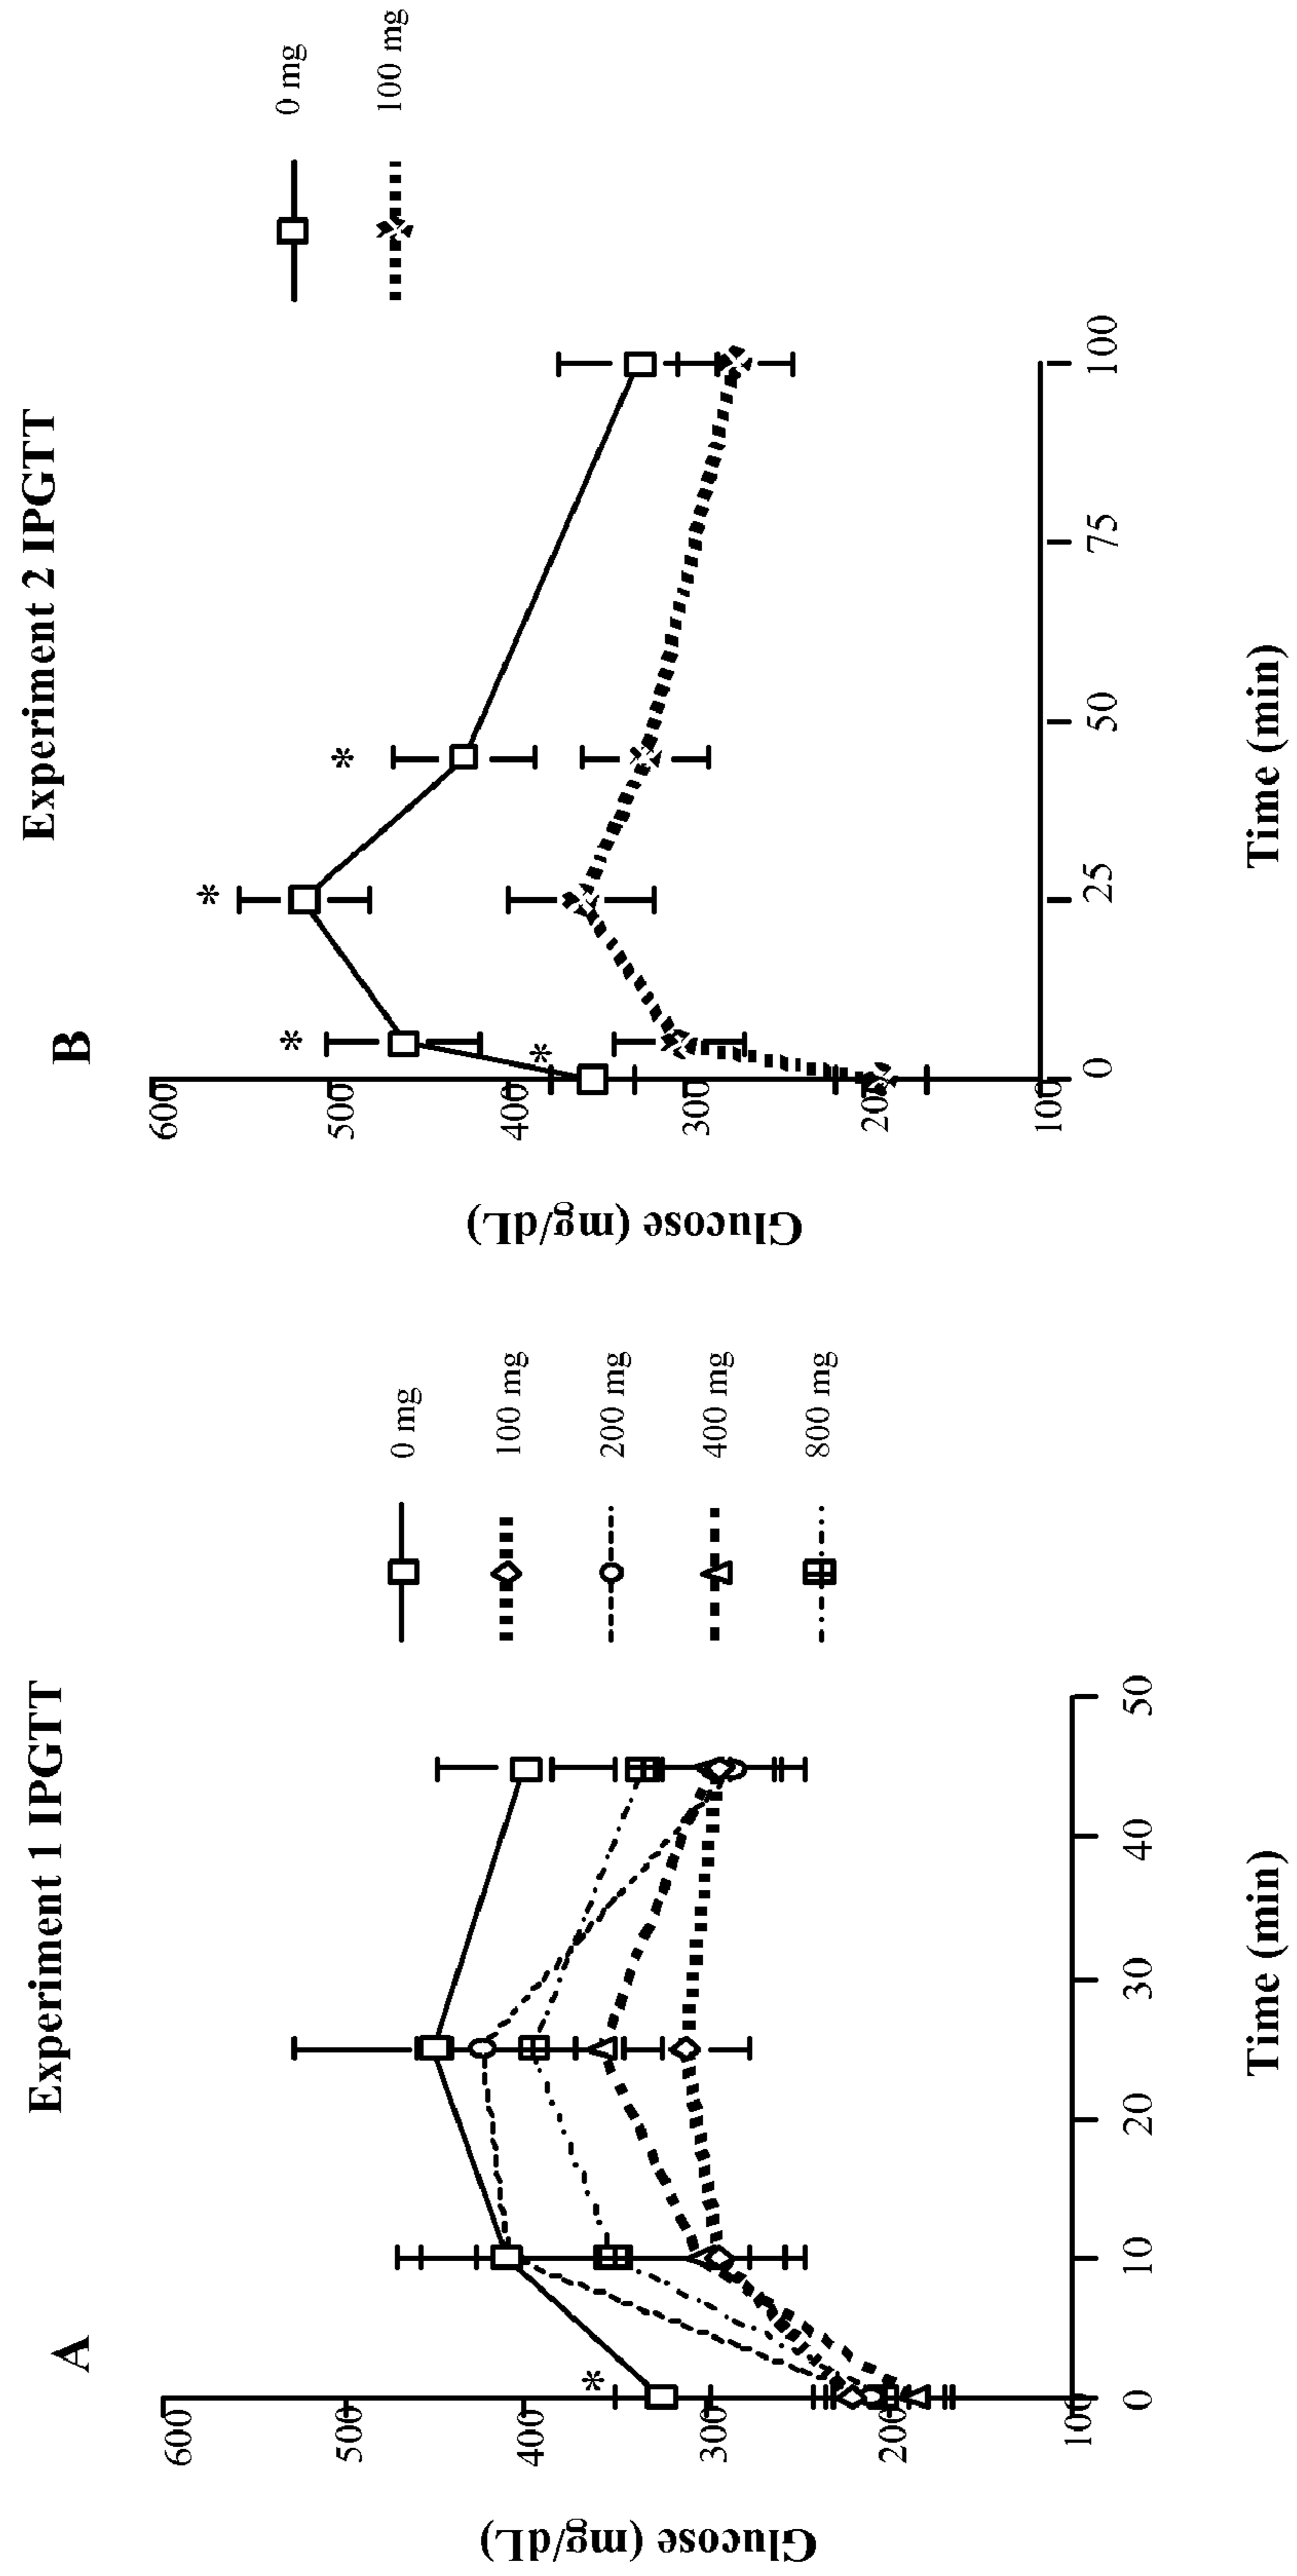 A
Experiment 1 IPGTT
Glucose (mg/dL)
600
500
400
300
200
100
*
0
10
20
30
40
50
Time (min)
0 mg
100 mg
200 mg
400 mg
800 mg
B
Experiment 2 IPGTT
Glucose (mg/dL)
600
500
400
300
200
100
*
*
*
*
0
25
50
75
100
Time (min)
0 mg
100 mg